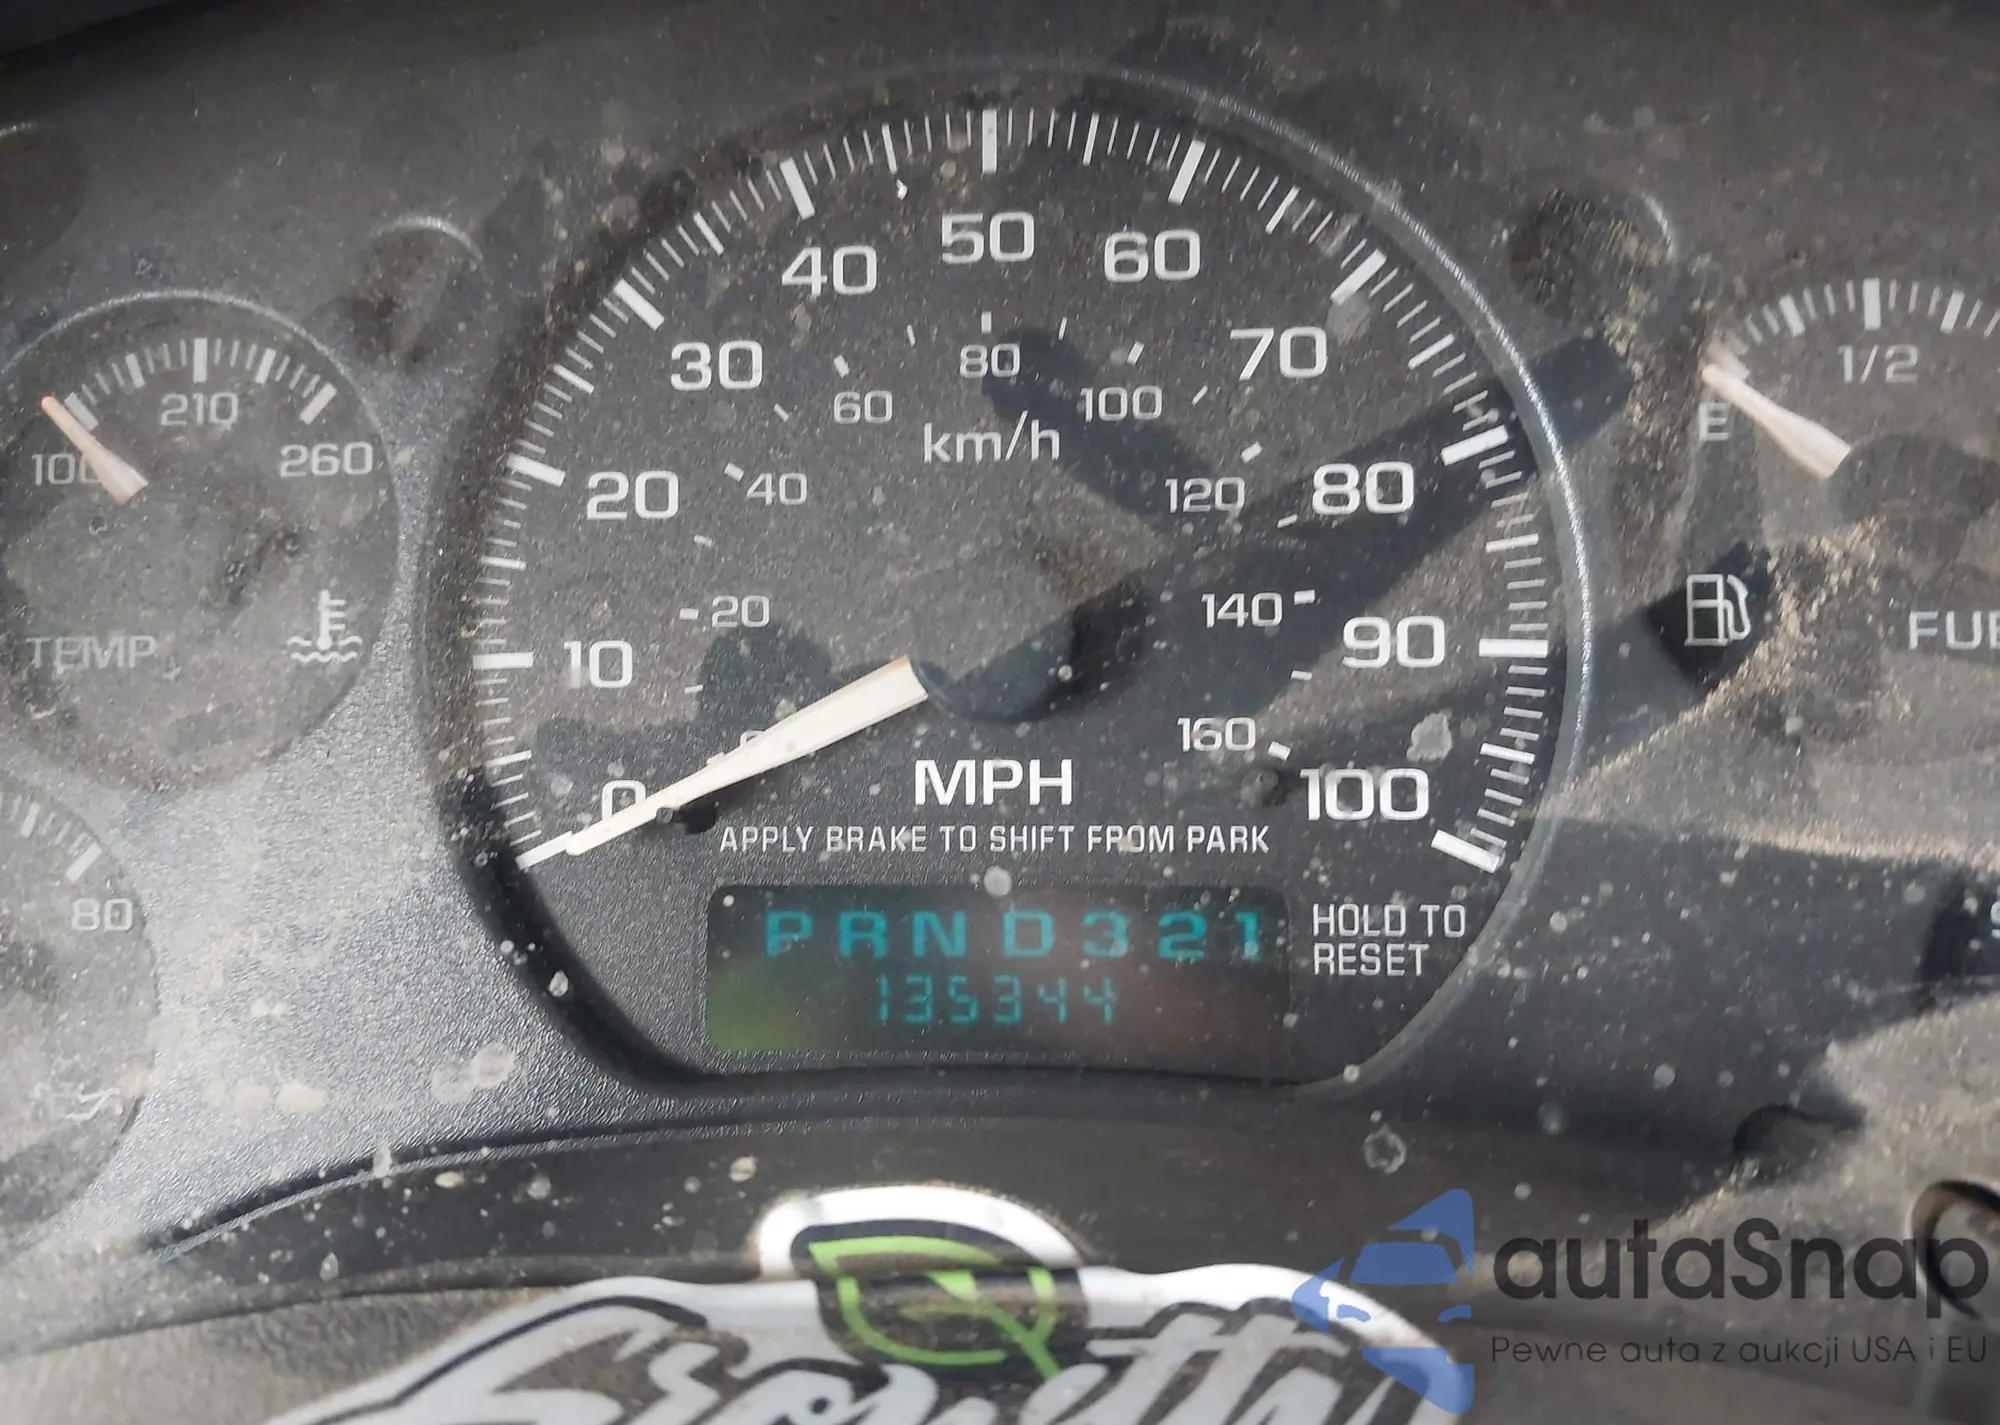 50
40
60
30
70
20
80
10
90
0
100
80
60
100
km/h
40
120
20
140
160
MPH
APPLY BRAKE TO SHIFT FROM PARK
PRND321
135344
HOLD TO
RESET
210
100
260
TEMP
80
1/2
E
autaSnap
Pewne auta z aukcji USA i EU